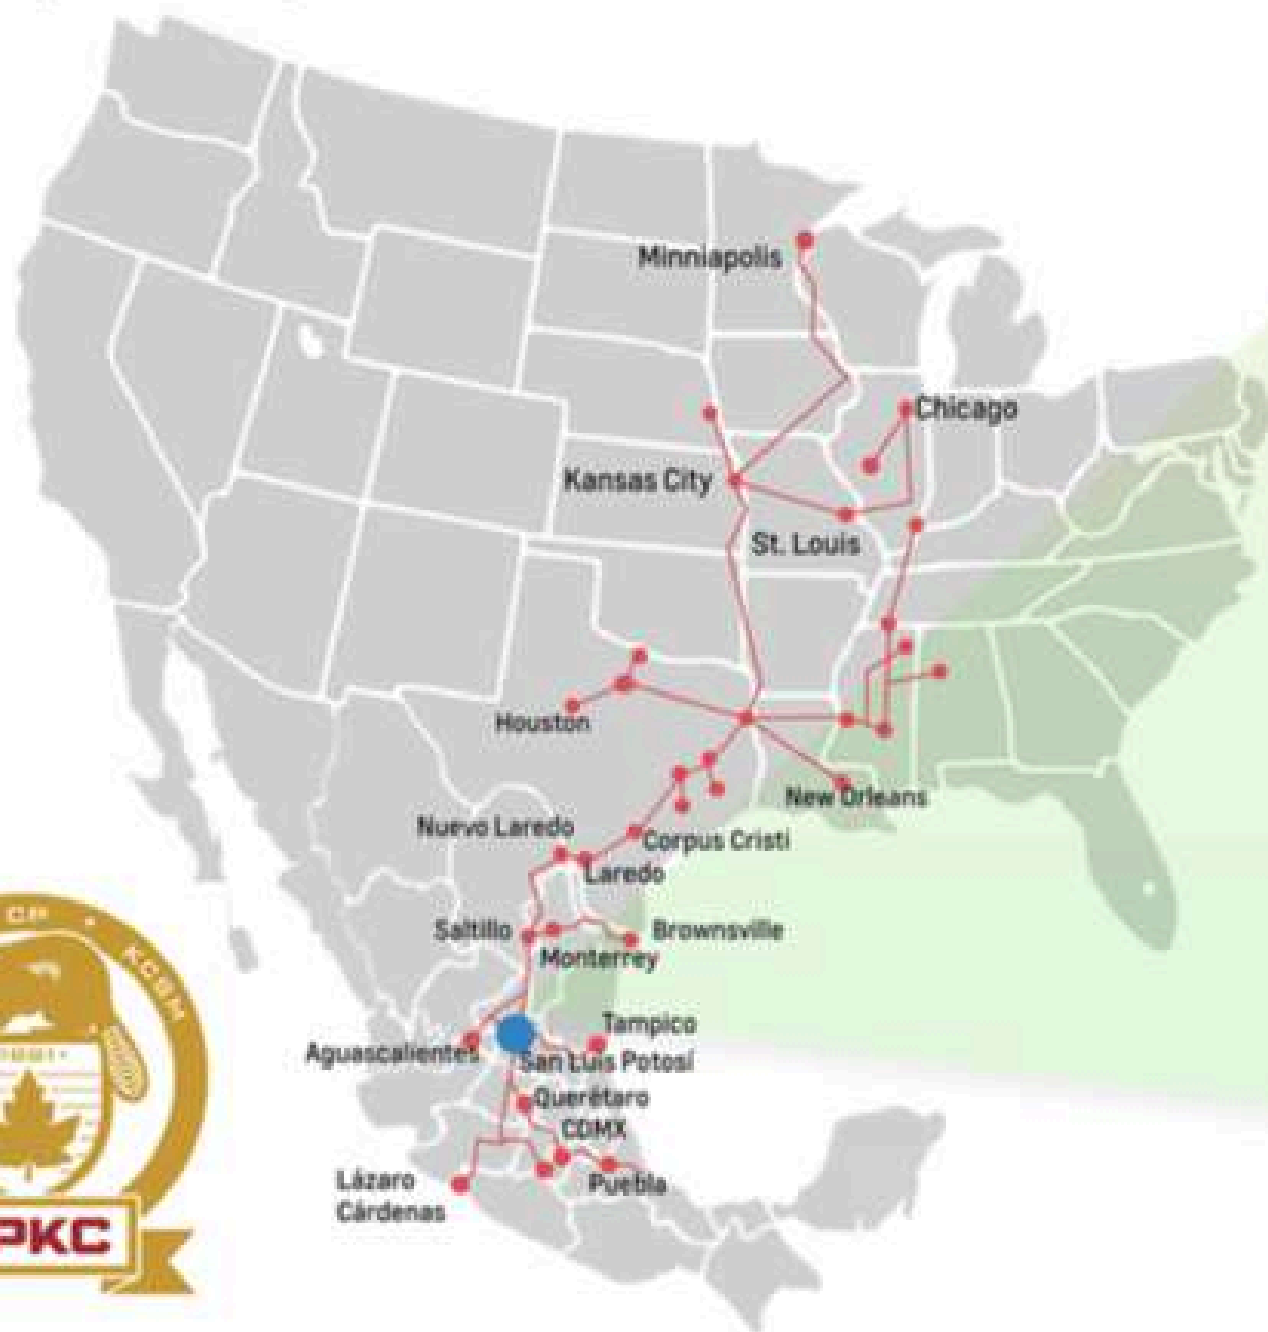 Minniapolis
Chicago
Kansas City
St. Louis
Houston
New Orleans
Nuevo Laredo
Corpus Cristi
Laredo
Saltillo
Brownsville
Monterrey
Tampico
Aguascalientes
San Luis Potosí
Querétaro
CDMX
Lázaro
Cárdenas
Puebla
CP • KCSM
PKC